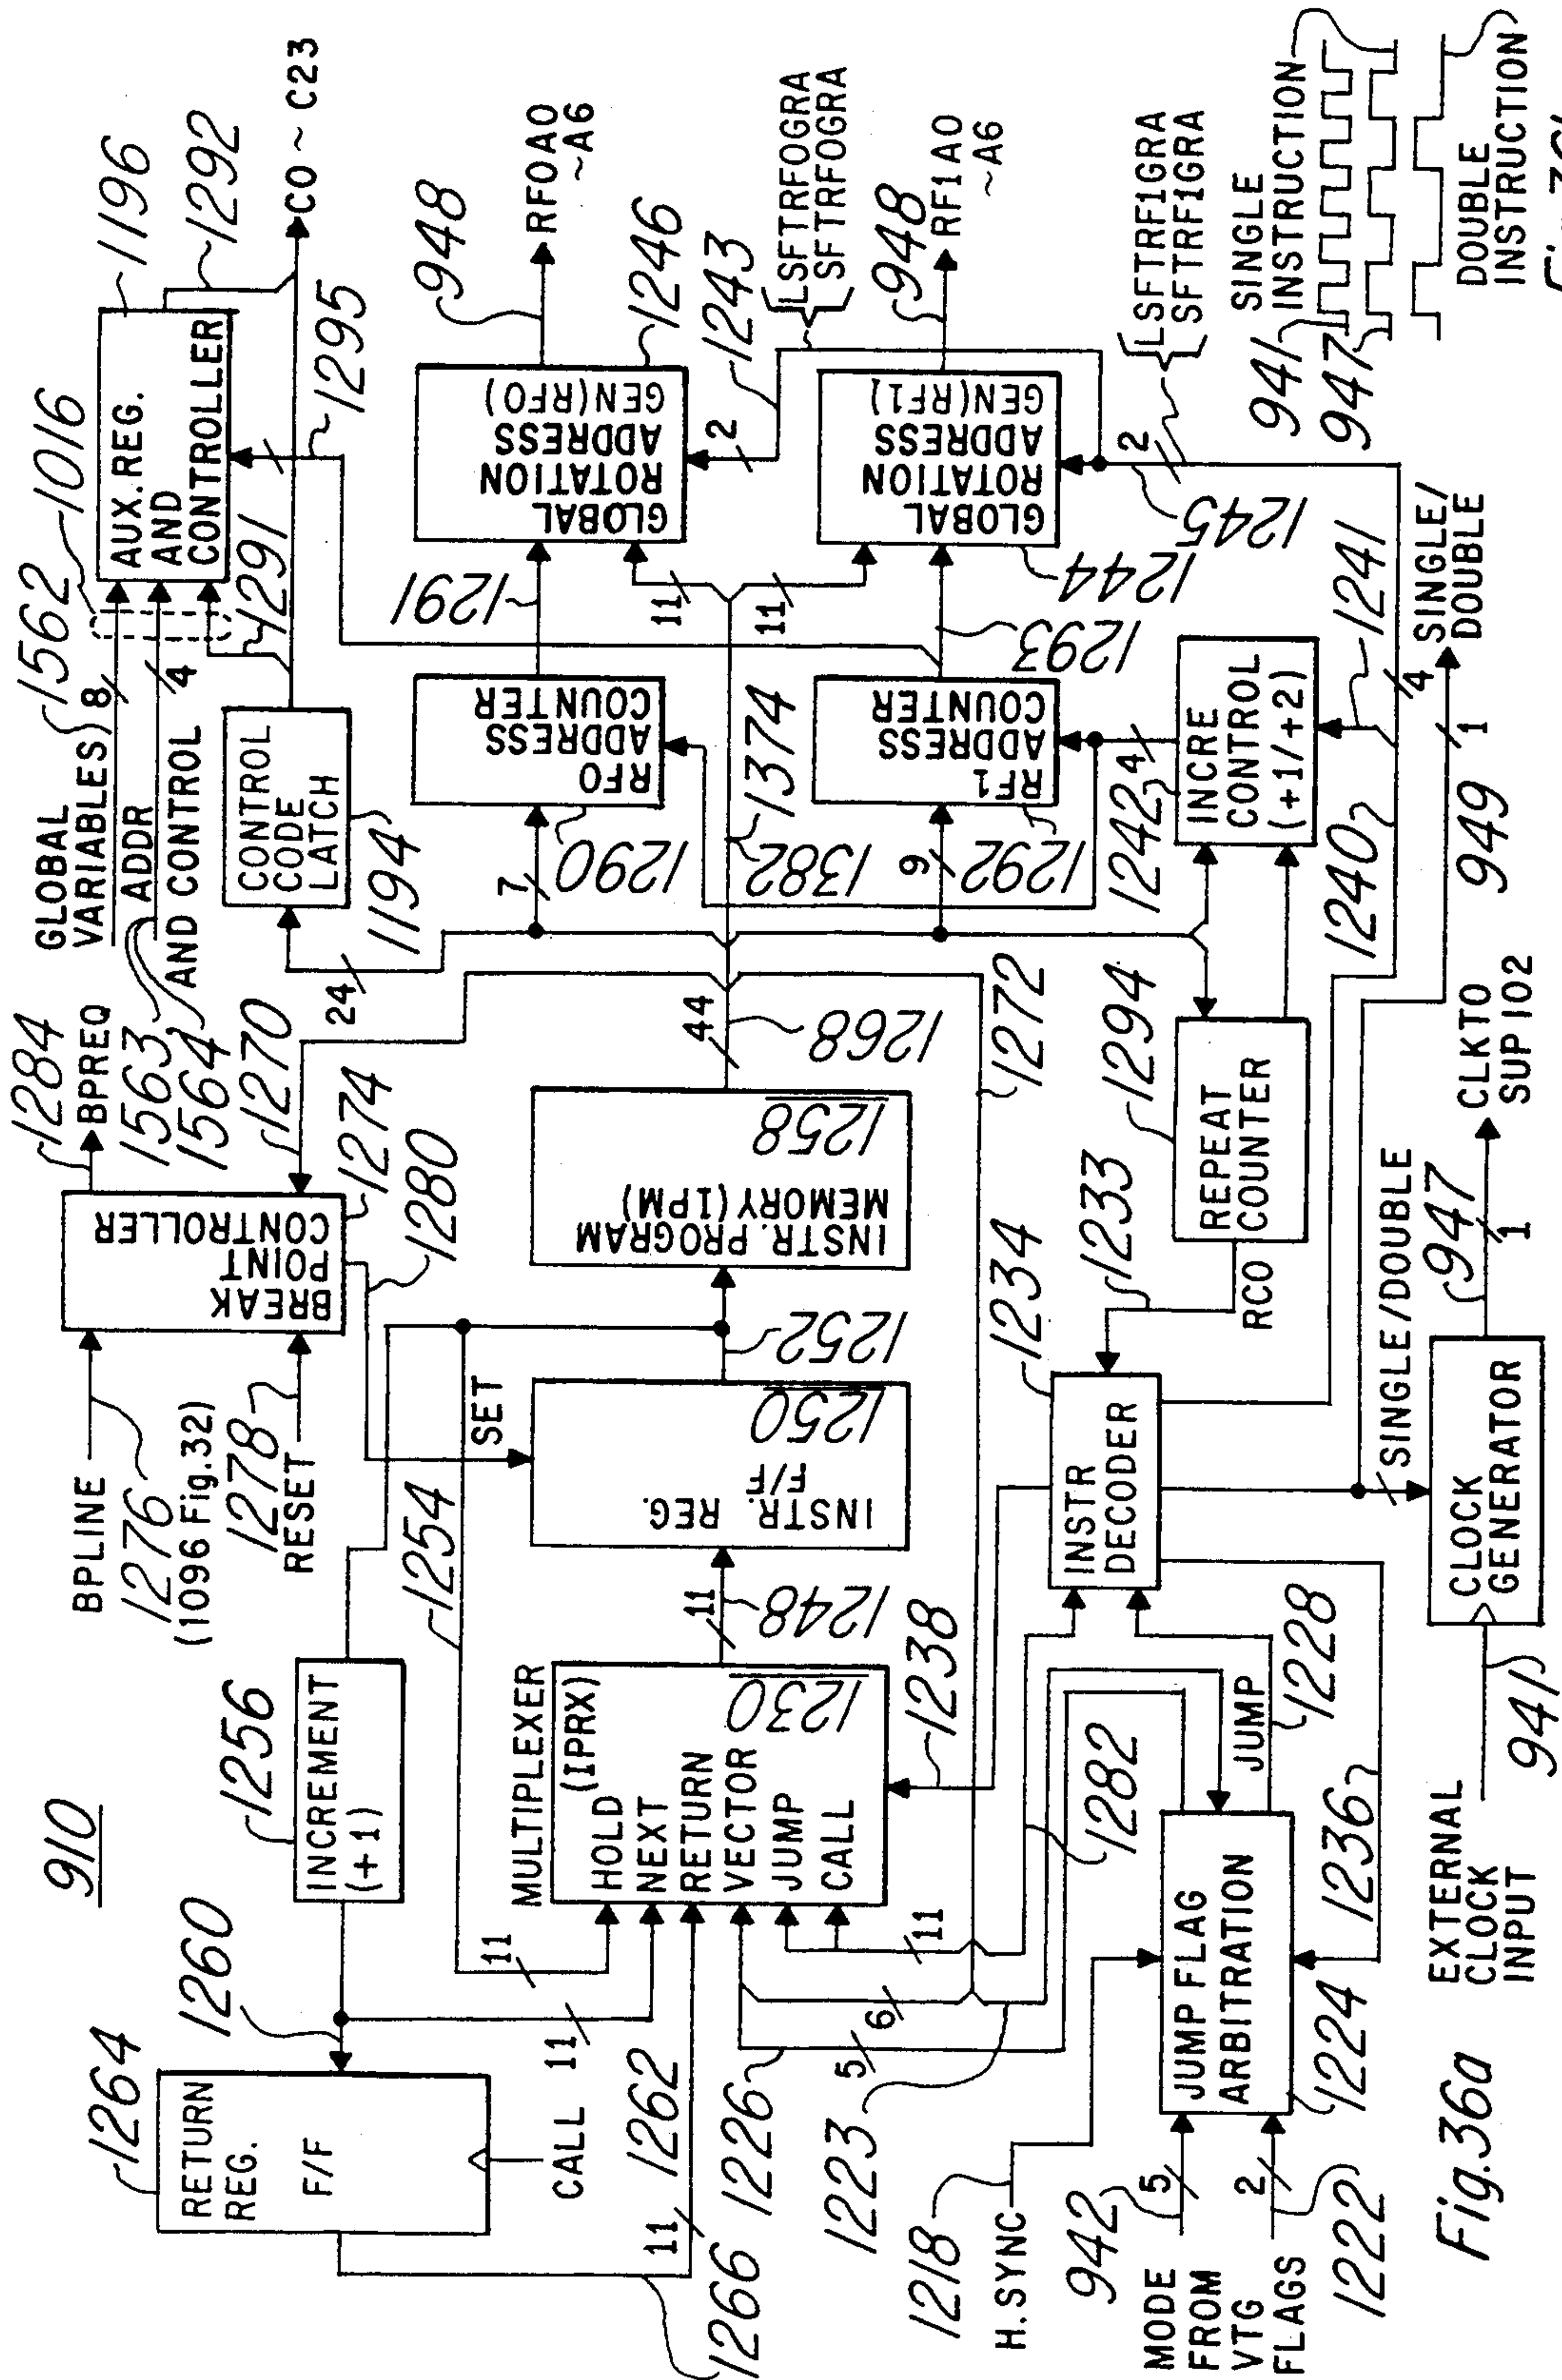 910
1264
RETURN
REG.
F/F
CALL
1260
1256
INCREMENT
(+1)
11
11
11
1262
1266
1226
5
1223
6
11
BPLINE
1276
(1096 Fig.32)
1278
RESET
BREAK
POINT
CONTROLLER
1284
BPREQ
1563
1564
1270
1274
1280
1254
SET
MULTIPLEXER
(IPRX)
HOLD
NEXT
RETURN
VECTOR
JUMP
CALL
1230
11
1248
INSTR.
REG.
F/F
1250
1252
INSTR. PROGRAM
MEMORY (IPM)
1258
44
1268
1272
1238
1282
GLOBAL
VARIABLES
8
ADDR
4
AND CONTROL
1562
1016
AUX.REG.
AND
CONTROLLER
1196
1292
1291
1295
C0 ~ C23
CONTROL
CODE
LATCH
1194
24
7
RF0
ADDRESS
COUNTER
1290
1291
11
11
1374
1382
GLOBAL
ROTATION
ADDRESS
GEN(RF0)
948
RF0A0
~A6
1246
1243
2
LSFTRF0GRA
SFTRF0GRA
9
RF1
ADDRESS
COUNTER
1292
1293
GLOBAL
ROTATION
ADDRESS
GEN(RF1)
1244
948
RF1A0
~A6
2
1245
LSFTRF1GRA
SFTRF1GRA
1242
4
INCRE
CONTROL
(+1/+2)
1241
1240
4
REPEAT
COUNTER
1294
RCO
1233
1234
INSTR
DECODER
1228
JUMP
1236
1218
H.SYNC
942
5
MODE
FROM
VTG
FLAGS
2
1222
JUMP FLAG
ARBITRATION
1224
EXTERNAL
CLOCK
INPUT
941
CLOCK
GENERATOR
SINGLE/DOUBLE
947
1
CLKTO
SUP102
949
1
SINGLE/
DOUBLE
SINGLE
INSTRUCTION
941
947
DOUBLE
INSTRUCTION
Fig.36a